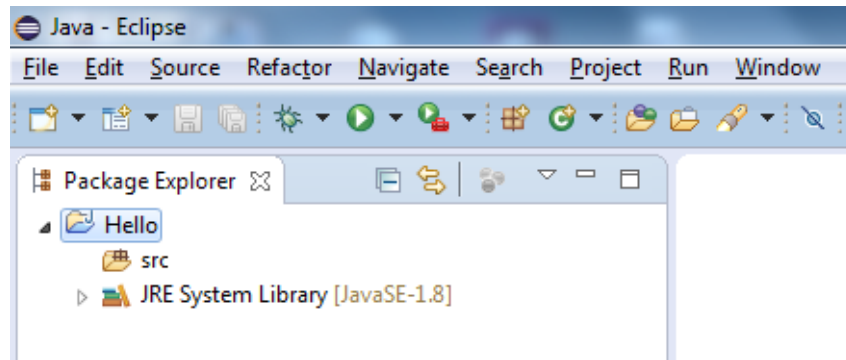 Java - Eclipse
File Edit Source Refactor Navigate Search Project Run Window
Package Explorer
Hello
src
JRE System Library [JavaSE-1.8]